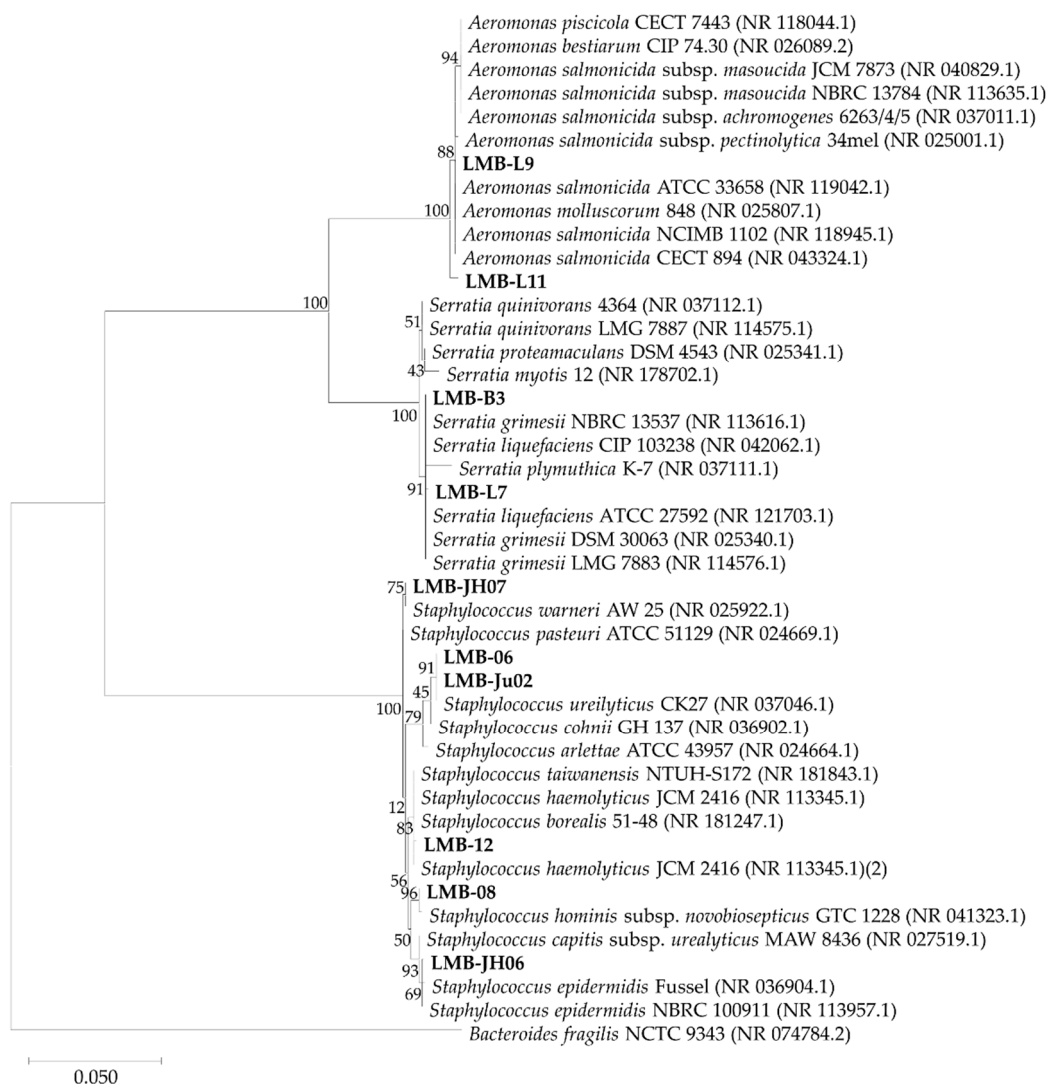 Aeromonas piscicola CECT 7443 (NR 118044.1)
Aeromonas bestiarum CIP 74.30 (NR 026089.2)
94
Aeromonas salmonicida subsp. masoucida JCM 7873 (NR 040829.1)
Aeromonas salmonicida subsp. masoucida NBRC 13784 (NR 113635.1)
Aeromonas salmonicida subsp. achromogenes 6263/4/5 (NR 037011.1)
Aeromonas salmonicida subsp. pectinolytica 34mel (NR 025001.1)
88
LMB-L9
Aeromonas salmonicida ATCC 33658 (NR 119042.1)
100
Aeromonas molluscorum 848 (NR 025807.1)
Aeromonas salmonicida NCIMB 1102 (NR 118945.1)
Aeromonas salmonicida CECT 894 (NR 043324.1)
LMB-L11
100
Serratia quinivorans 4364 (NR 037112.1)
51
Serratia quinivorans LMG 7887 (NR 114575.1)
Serratia proteamaculans DSM 4543 (NR 025341.1)
43
Serratia myotis 12 (NR 178702.1)
LMB-B3
100
Serratia grimesii NBRC 13537 (NR 113616.1)
Serratia liquefaciens CIP 103238 (NR 042062.1)
Serratia plymuthica K-7 (NR 037111.1)
91
LMB-L7
Serratia liquefaciens ATCC 27592 (NR 121703.1)
Serratia grimesii DSM 30063 (NR 025340.1)
Serratia grimesii LMG 7883 (NR 114576.1)
75
LMB-JH07
Staphylococcus warneri AW 25 (NR 025922.1)
Staphylococcus pasteuri ATCC 51129 (NR 024669.1)
LMB-06
91
LMB-Ju02
45
Staphylococcus ureilyticus CK27 (NR 037046.1)
100
79
Staphylococcus cohnii GH 137 (NR 036902.1)
Staphylococcus arlettae ATCC 43957 (NR 024664.1)
Staphylococcus taiwanensis NTUH-S172 (NR 181843.1)
Staphylococcus haemolyticus JCM 2416 (NR 113345.1)
12
Staphylococcus borealis 51-48 (NR 181247.1)
83
LMB-12
Staphylococcus haemolyticus JCM 2416 (NR 113345.1)(2)
56
96
LMB-08
Staphylococcus hominis subsp. novobiosepticus GTC 1228 (NR 041323.1)
50
Staphylococcus capitis subsp. urealyticus MAW 8436 (NR 027519.1)
LMB-JH06
93
Staphylococcus epidermidis Fussel (NR 036904.1)
69
Staphylococcus epidermidis NBRC 100911 (NR 113957.1)
Bacteroides fragilis NCTC 9343 (NR 074784.2)
0.050